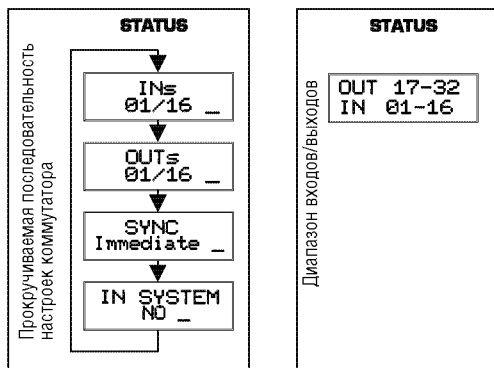 STATUS
Прокручиваемая последовательность
настроек коммутатора
INs
01/16 _
OUTs
01/16 _
SYNC
Immediate _
IN SYSTEM
NO _
STATUS
Диапазон входов/выходов
OUT 17-32
IN 01-16